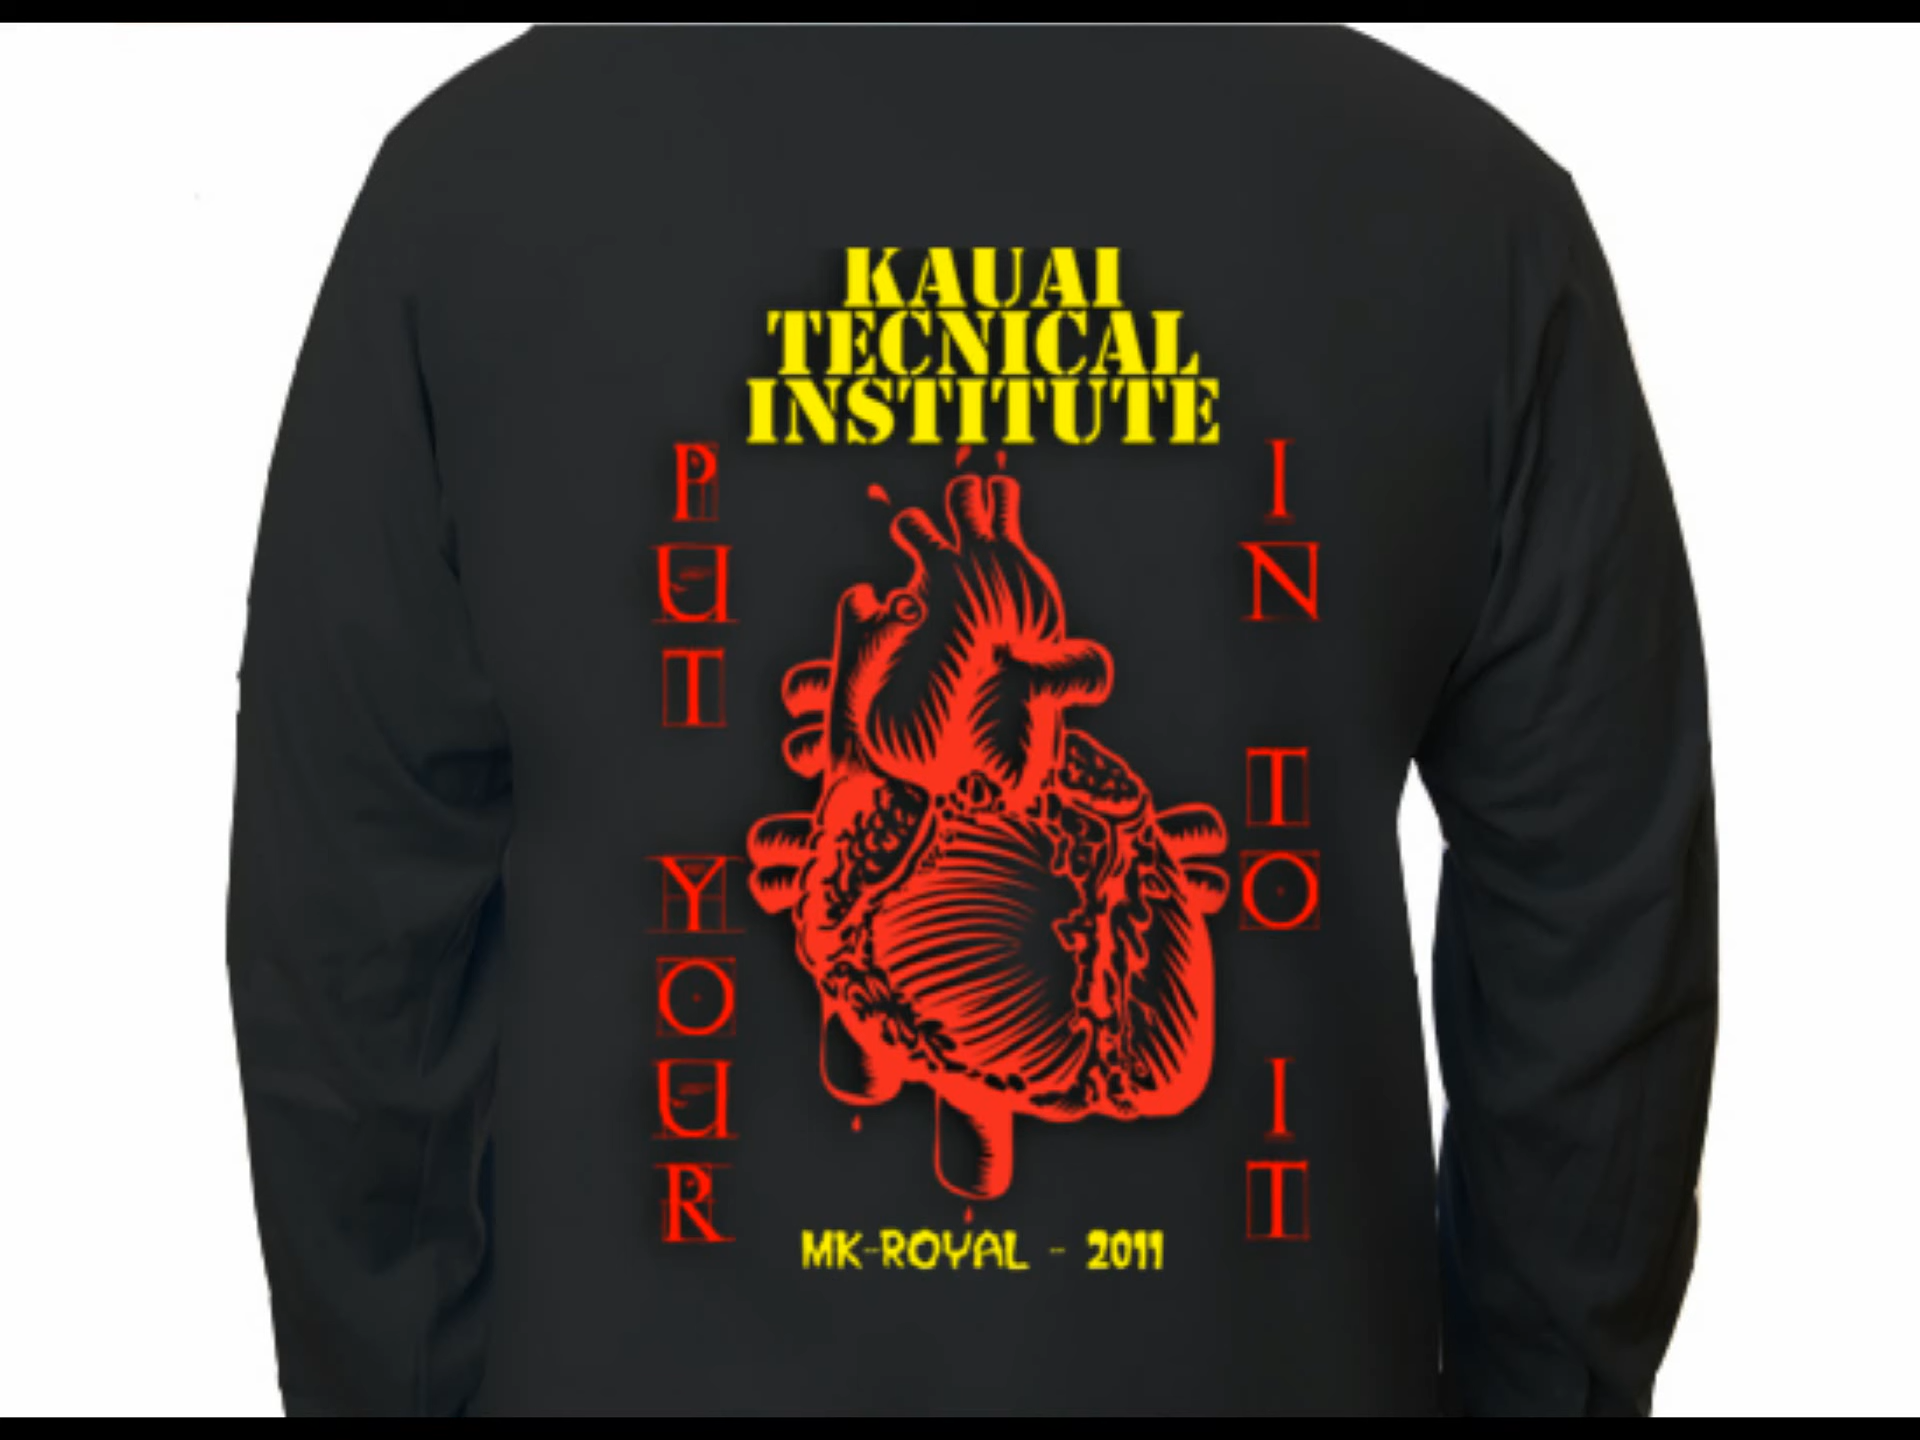 KAUAI
TECNICAL
INSTITUTE
PUT YOUR
IN TO IT
MK-ROYAL - 2011